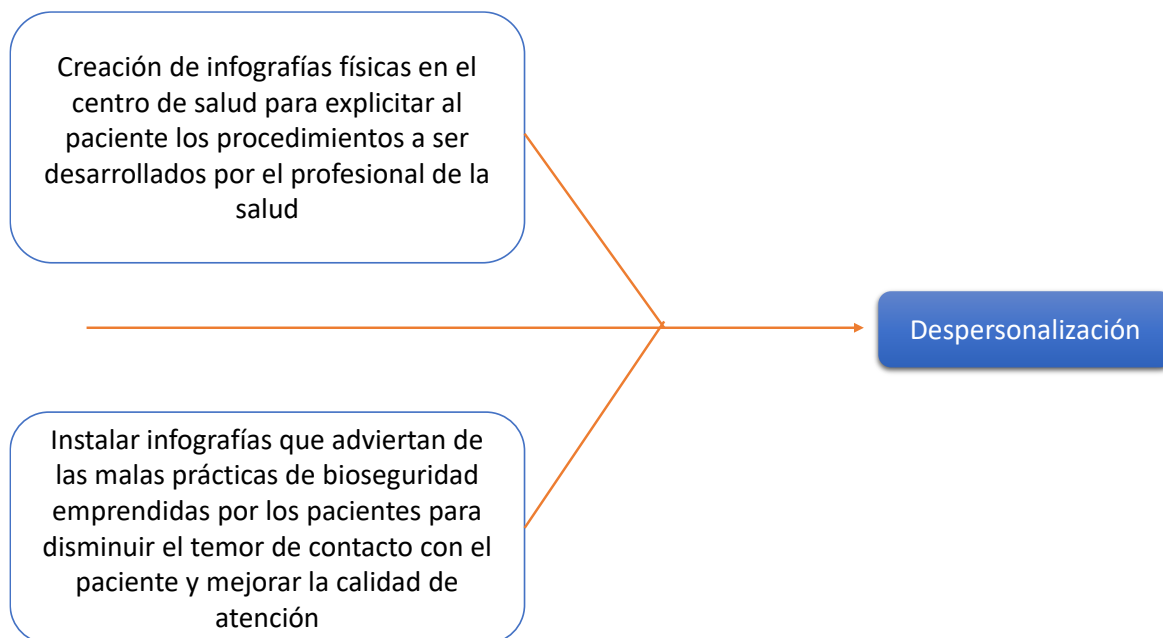 Creación de infografías físicas en el
centro de salud para explicitar al
paciente los procedimientos a ser
desarrollados por el profesional de la
salud
Despersonalización
Instalar infografías que adviertan de
las malas prácticas de bioseguridad
emprendidas por los pacientes para
disminuir el temor de contacto con el
paciente y mejorar la calidad de
atención